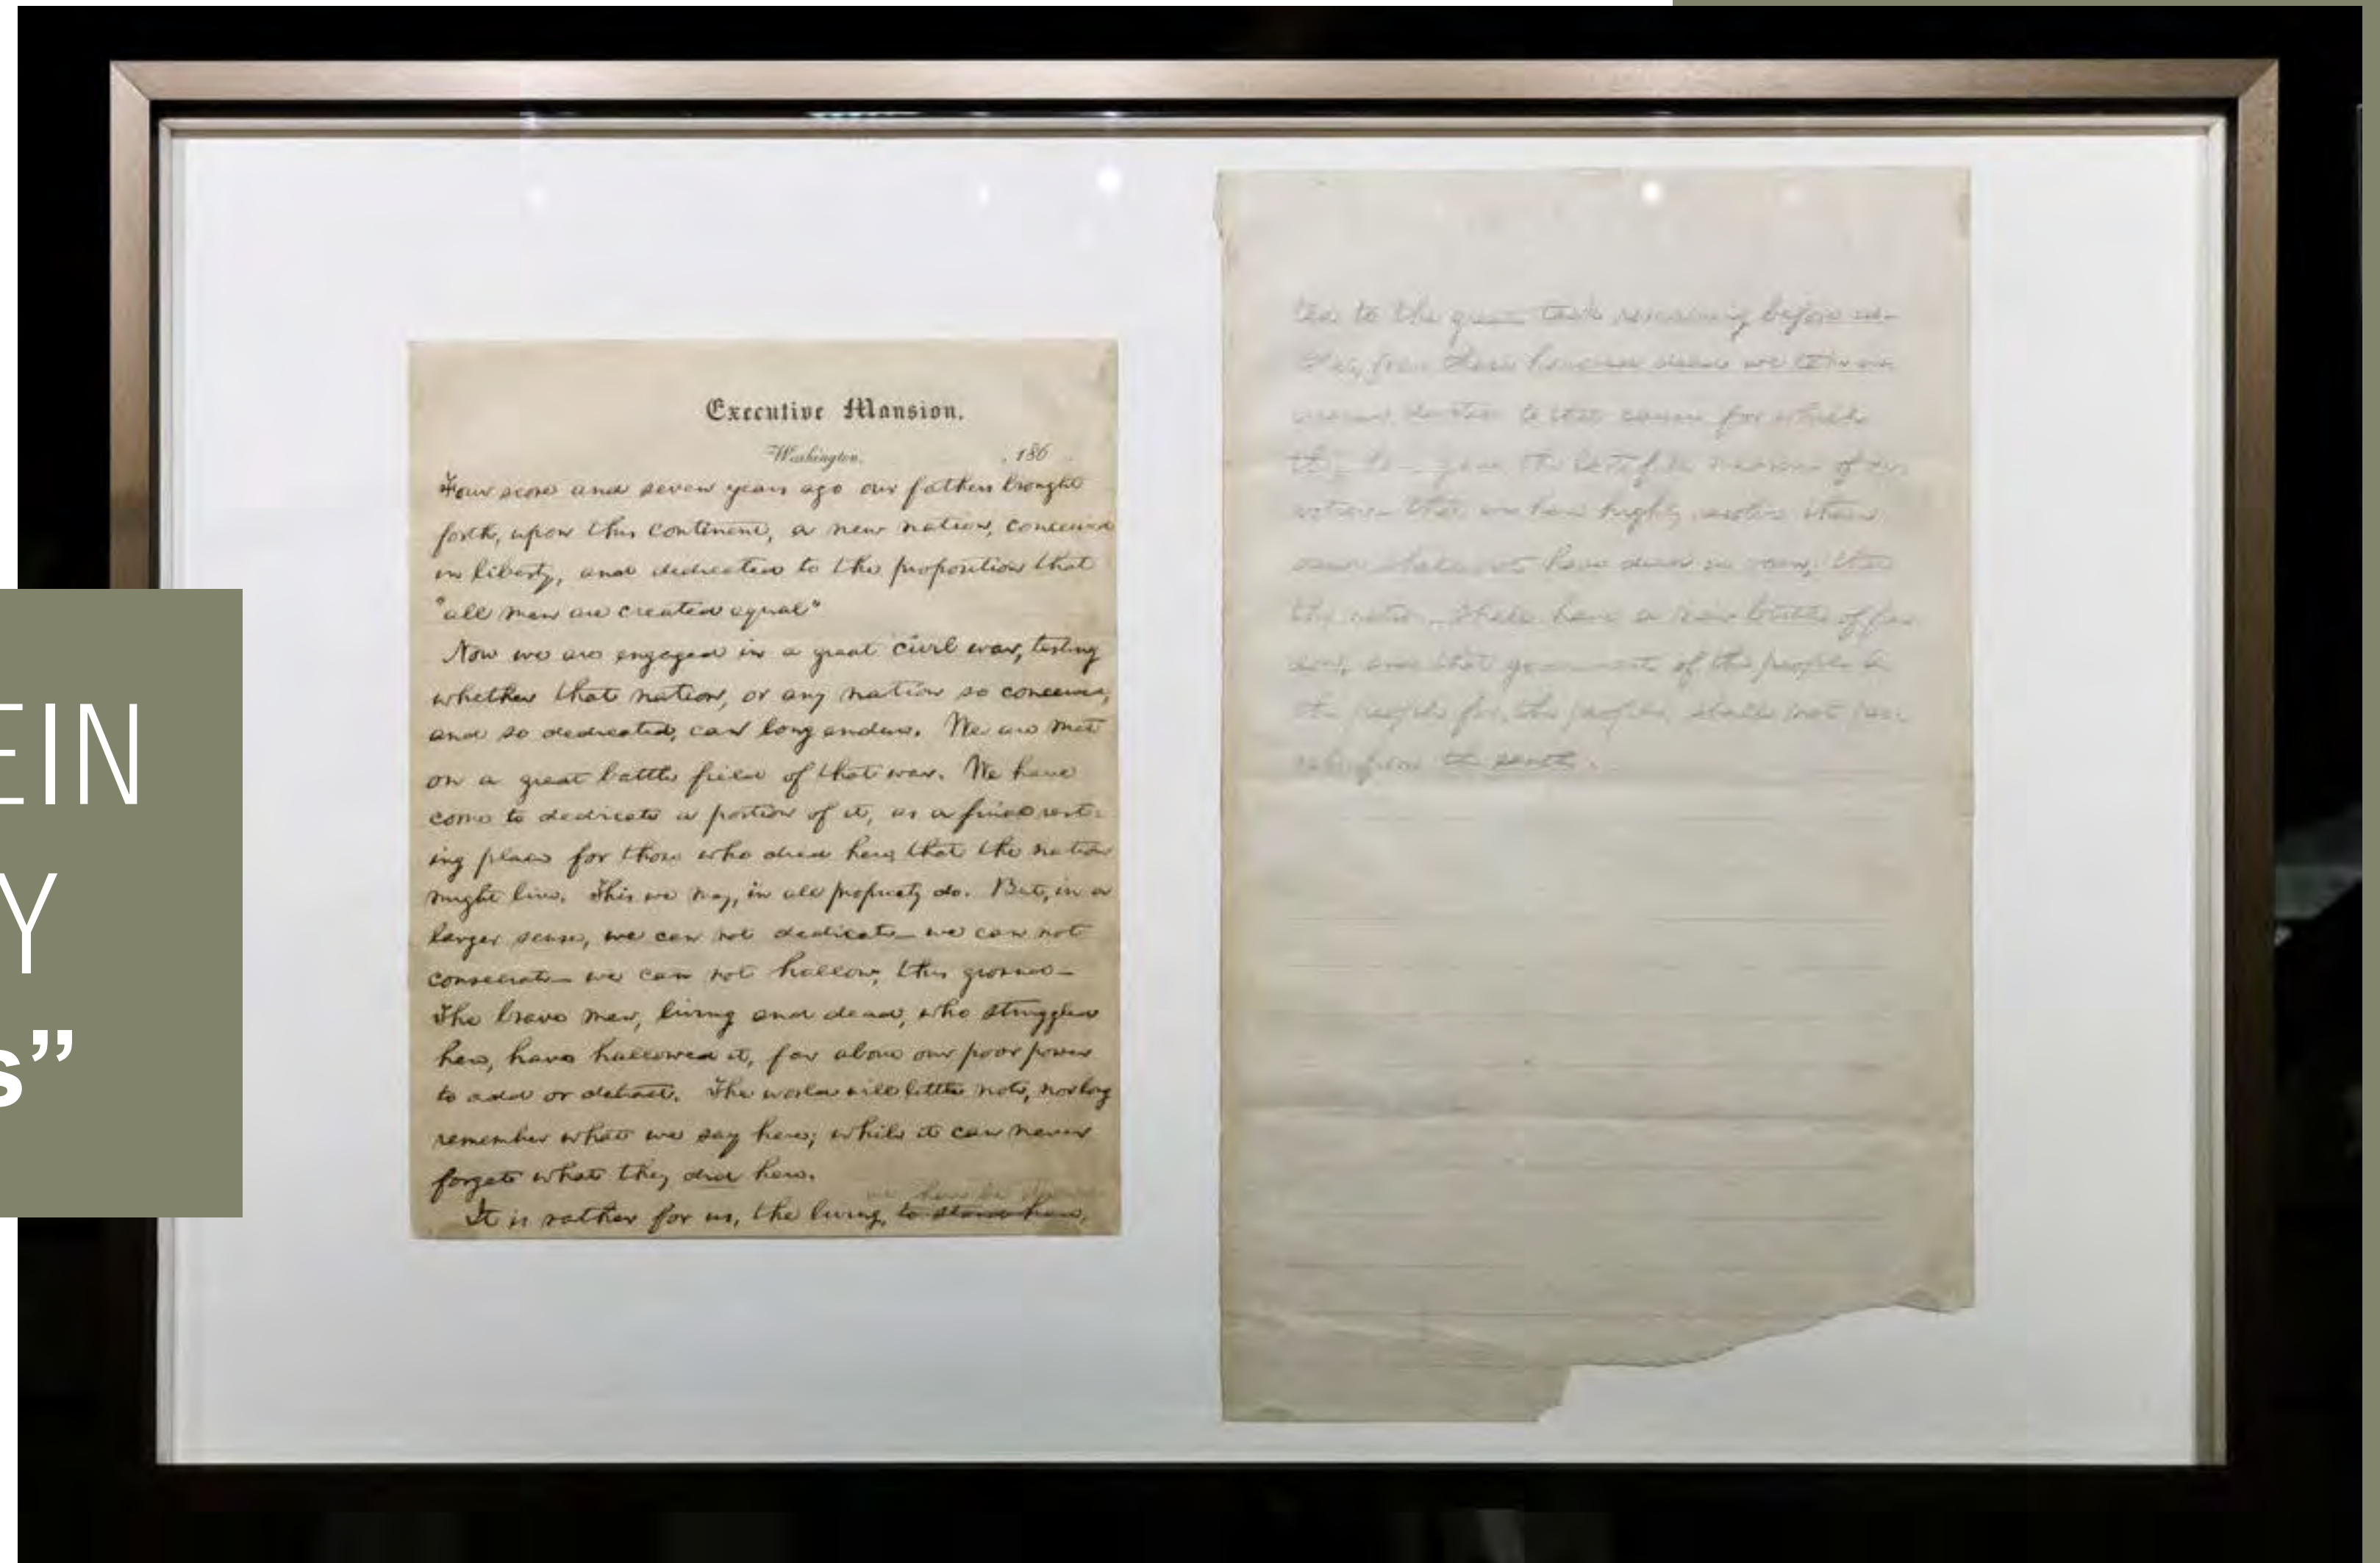 EIN
Y
s”
Executive Mansion.
Washington, , 186
Four score and seven years ago our fathers brought
forth, upon this continent, a new nation, conceived
in liberty, and dedicated to the proposition that
"all men are created equal"
Now we are engaged in a great civil war, testing
whether that nation, or any nation so conceived,
and so dedicated, can long endure. We are met
on a great battle field of that war. We have
come to dedicate a portion of it, as a final rest-
ing place for those who died here, that the nation
might live. This we may, in all propriety do. But, in a
larger sense, we can not dedicate— we can not
consecrate— we can not hallow, this ground—
The brave men, living and dead, who struggled
here, have hallowed it, far above our poor power
to add or detract. The world will little note, nor long
remember what we say here; while it can never
forget what they did here.
we here be
It is rather for us, the living, to stand here,
ted to the great task remaining before us—
that, from these honored dead we take in-
creased devotion to that cause for which
they gave the last full measure of dev-
otion— that we here highly resolve these
dead shall not have died in vain; that
the nation, shall have a new birth of free
dom, and that government of the people by
the people for the people, shall not per-
ish from the earth.